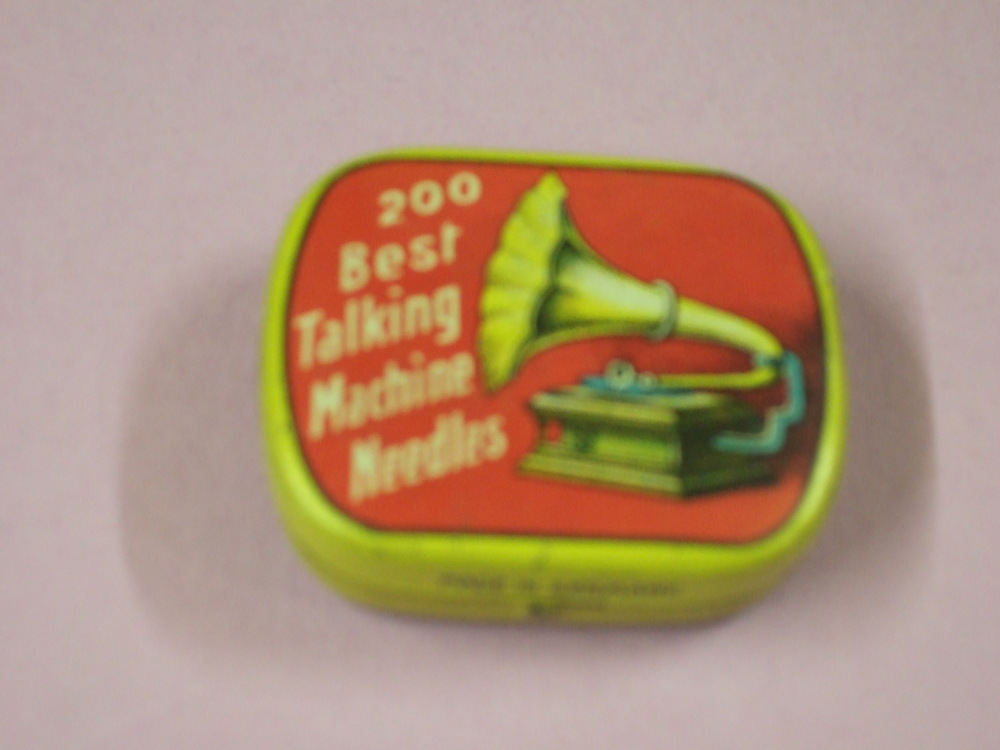 200
Best
Talking
Machine
Needles